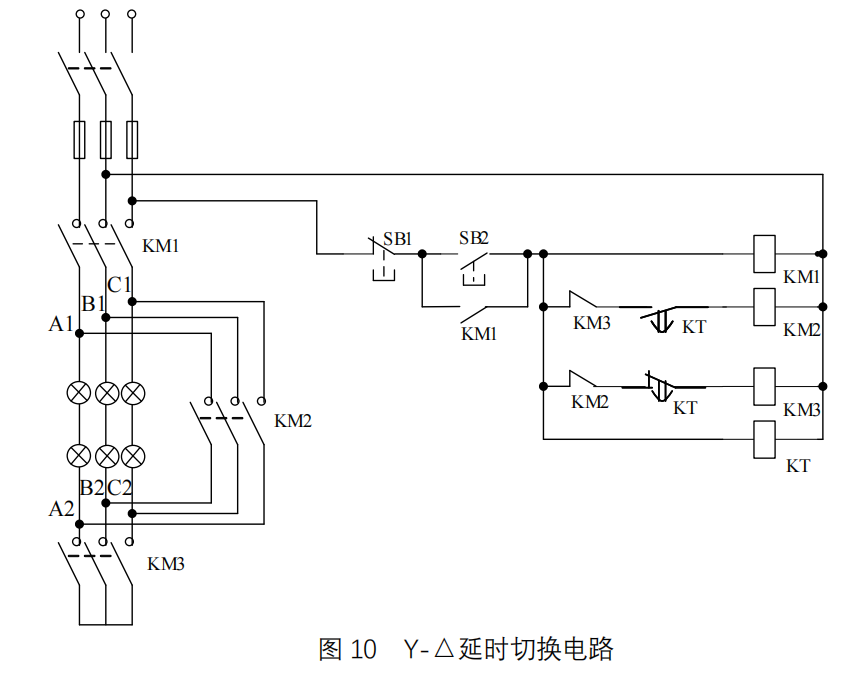 KM1
C1
B1
A1
SB1
SB2
KM1
KM1
KM3
KT
KM2
KM2
KM2
KT
KM3
KT
B2
C2
A2
KM3
图 10 Y-△延时切换电路